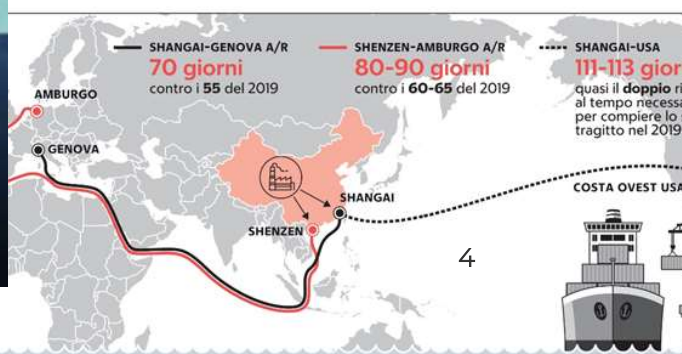 SHANGAI-GENOVA A/R
70 giorni
contro i 55 del 2019
SHENZEN-AMBURGO A/R
80-90 giorni
contro i 60-65 del 2019
SHANGAI-USA
111-113
quasi il doppio
al tempo
per compiere lo
tragitto nel 2019
AMBURGO
GENOVA
SHANGAI
SHENZEN
COSTA OVEST USA
4